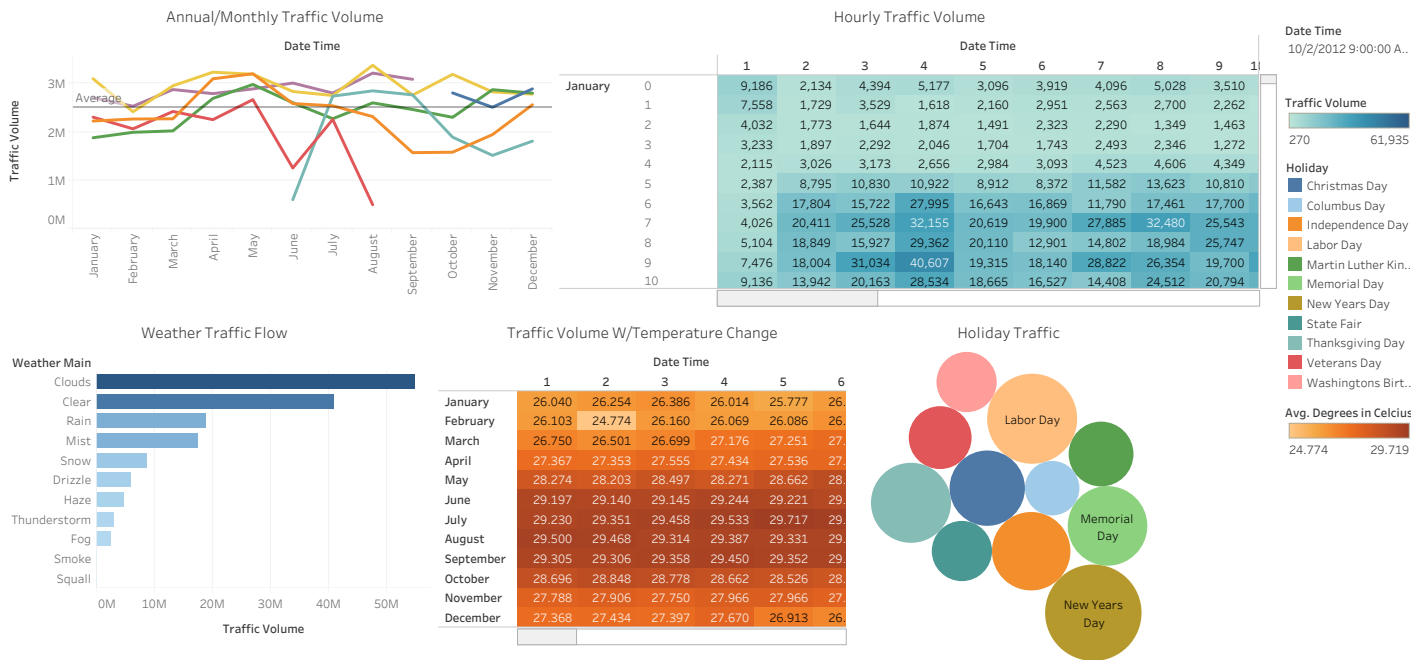 Annual/Monthly Traffic Volume
Date Time
Traffic Volume
3M
2M
1M
0M
Average
January
February
March
April
May
June
July
August
September
October
November
December
Hourly Traffic Volume
Date Time
1 2 3 4 5 6 7 8 9
January 0 9,186 2,134 4,394 5,177 3,096 3,919 4,096 5,028 3,510
1 7,558 1,729 3,529 1,618 2,160 2,951 2,563 2,700 2,262
2 4,032 1,773 1,644 1,874 1,491 2,323 2,290 1,349 1,463
3 3,233 1,897 2,292 2,046 1,704 1,743 2,493 2,346 1,272
4 2,115 3,026 3,173 2,656 2,984 3,093 4,523 4,606 4,349
5 2,387 8,795 10,830 10,922 8,912 8,372 11,582 13,623 10,810
6 3,562 17,804 15,722 27,995 16,643 16,869 11,790 17,461 17,700
7 4,026 20,411 25,528 32,155 20,619 19,900 27,885 32,480 25,543
8 5,104 18,849 15,927 29,362 20,110 12,901 14,802 18,984 25,747
9 7,476 18,004 31,034 40,607 19,315 18,140 28,822 26,354 19,700
10 9,136 13,942 20,163 28,534 18,665 16,527 14,408 24,512 20,794
Date Time
10/2/2012 9:00:00 A..
Traffic Volume
270 61,935
Holiday
Christmas Day
Columbus Day
Independence Day
Labor Day
Martin Luther Kin..
Memorial Day
New Years Day
State Fair
Thanksgiving Day
Veterans Day
Washingtons Birt..
Avg. Degrees in Celcius
24.774 29.719
Weather Traffic Flow
Weather Main
Clouds
Clear
Rain
Mist
Snow
Drizzle
Haze
Thunderstorm
Fog
Smoke
Squall
0M 10M 20M 30M 40M 50M
Traffic Volume
Traffic Volume W/Temperature Change
Date Time
1 2 3 4 5 6
January 26.040 26.254 26.386 26.014 25.777 26.
February 26.103 24.774 26.160 26.069 26.086 26.
March 26.750 26.501 26.699 27.176 27.251 27.
April 27.367 27.353 27.555 27.434 27.536 27.
May 28.274 28.203 28.497 28.271 28.662 28.
June 29.197 29.140 29.145 29.244 29.221 29.
July 29.230 29.351 29.458 29.533 29.717 29.
August 29.500 29.468 29.314 29.387 29.331 29.
September 29.305 29.306 29.358 29.450 29.352 29.
October 28.696 28.848 28.778 28.662 28.526 28.
November 27.788 27.906 27.750 27.966 27.966 27.
December 27.368 27.434 27.397 27.670 26.913 26.
Holiday Traffic
Labor Day
Memorial
Day
New Years
Day